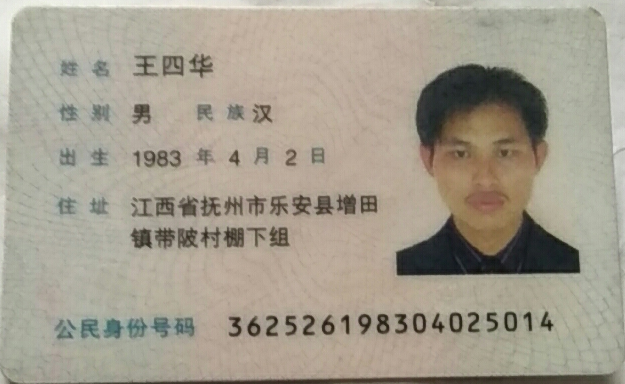 姓名 王四华
性别 男 民族 汉
出生 1983 年 4 月 2 日
住址 江西省抚州市乐安县增田
镇带陂村棚下组
公民身份号码 362526198304025014